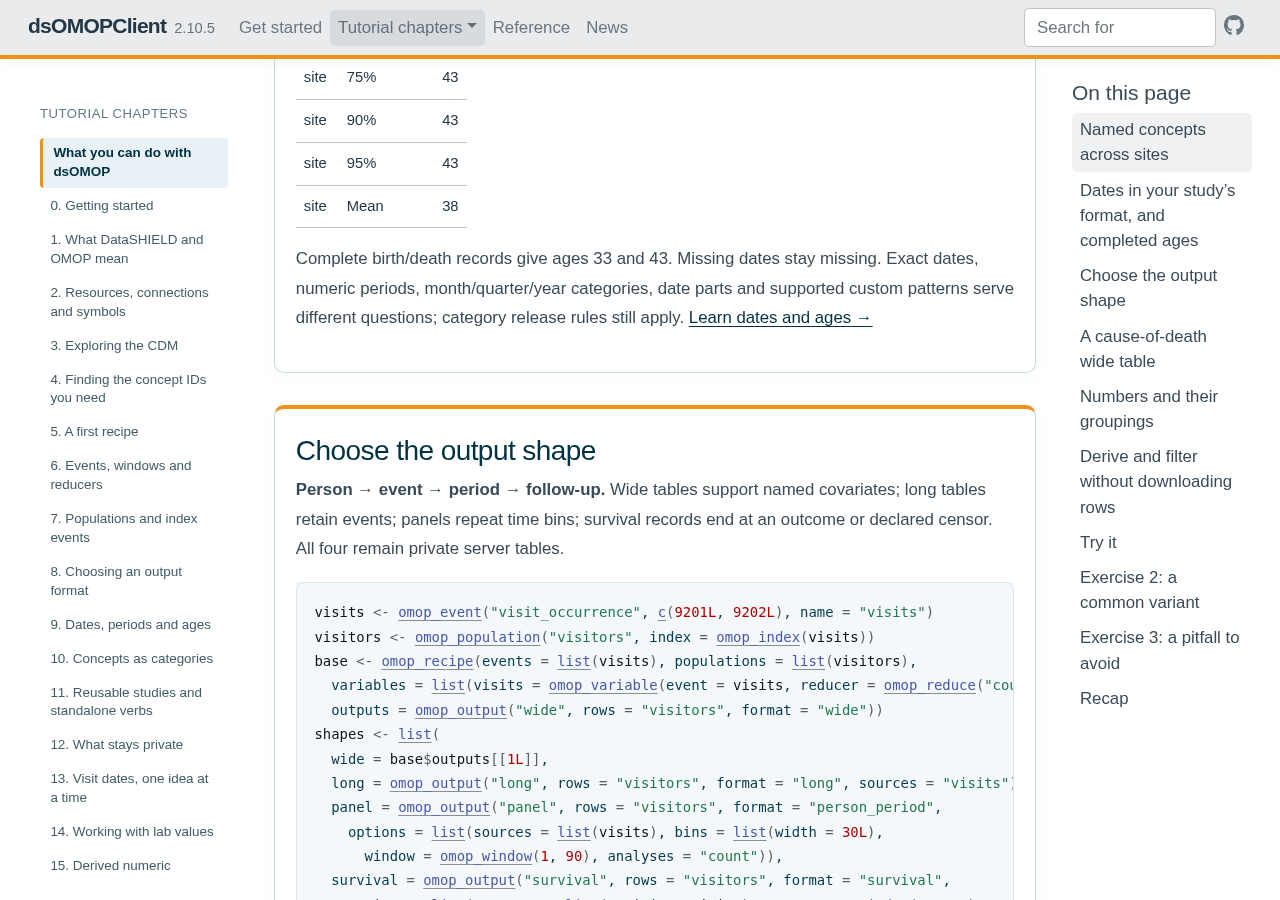 dsOMOPClient 2.10.5 Get started Tutorial chapters Reference News Search for
TUTORIAL CHAPTERS
What you can do with
dsOMOP
0. Getting started
1. What DataSHIELD and
OMOP mean
2. Resources, connections
and symbols
3. Exploring the CDM
4. Finding the concept IDs
you need
5. A first recipe
6. Events, windows and
reducers
7. Populations and index
events
8. Choosing an output
format
9. Dates, periods and ages
10. Concepts as categories
11. Reusable studies and
standalone verbs
12. What stays private
13. Visit dates, one idea at
a time
14. Working with lab values
15. Derived numeric
site 75% 43
site 90% 43
site 95% 43
site Mean 38
Complete birth/death records give ages 33 and 43. Missing dates stay missing. Exact dates,
numeric periods, month/quarter/year categories, date parts and supported custom patterns serve
different questions; category release rules still apply. Learn dates and ages →
Choose the output shape
Person → event → period → follow-up. Wide tables support named covariates; long tables
retain events; panels repeat time bins; survival records end at an outcome or declared censor.
All four remain private server tables.
visits <- omop_event("visit_occurrence", c(9201L, 9202L), name = "visits")
visitors <- omop_population("visitors", index = omop_index(visits))
base <- omop_recipe(events = list(visits), populations = list(visitors),
variables = list(visits = omop_variable(event = visits, reducer = omop_reduce("cou
outputs = omop_output("wide", rows = "visitors", format = "wide"))
shapes <- list(
wide = base$outputs[[1L]],
long = omop_output("long", rows = "visitors", format = "long", sources = "visits")
panel = omop_output("panel", rows = "visitors", format = "person_period",
options = list(sources = list(visits), bins = list(width = 30L),
window = omop_window(1, 90), analyses = "count")),
survival = omop_output("survival", rows = "visitors", format = "survival",
On this page
Named concepts
across sites
Dates in your study's
format, and
completed ages
Choose the output
shape
A cause-of-death
wide table
Numbers and their
groupings
Derive and filter
without downloading
rows
Try it
Exercise 2: a
common variant
Exercise 3: a pitfall to
avoid
Recap